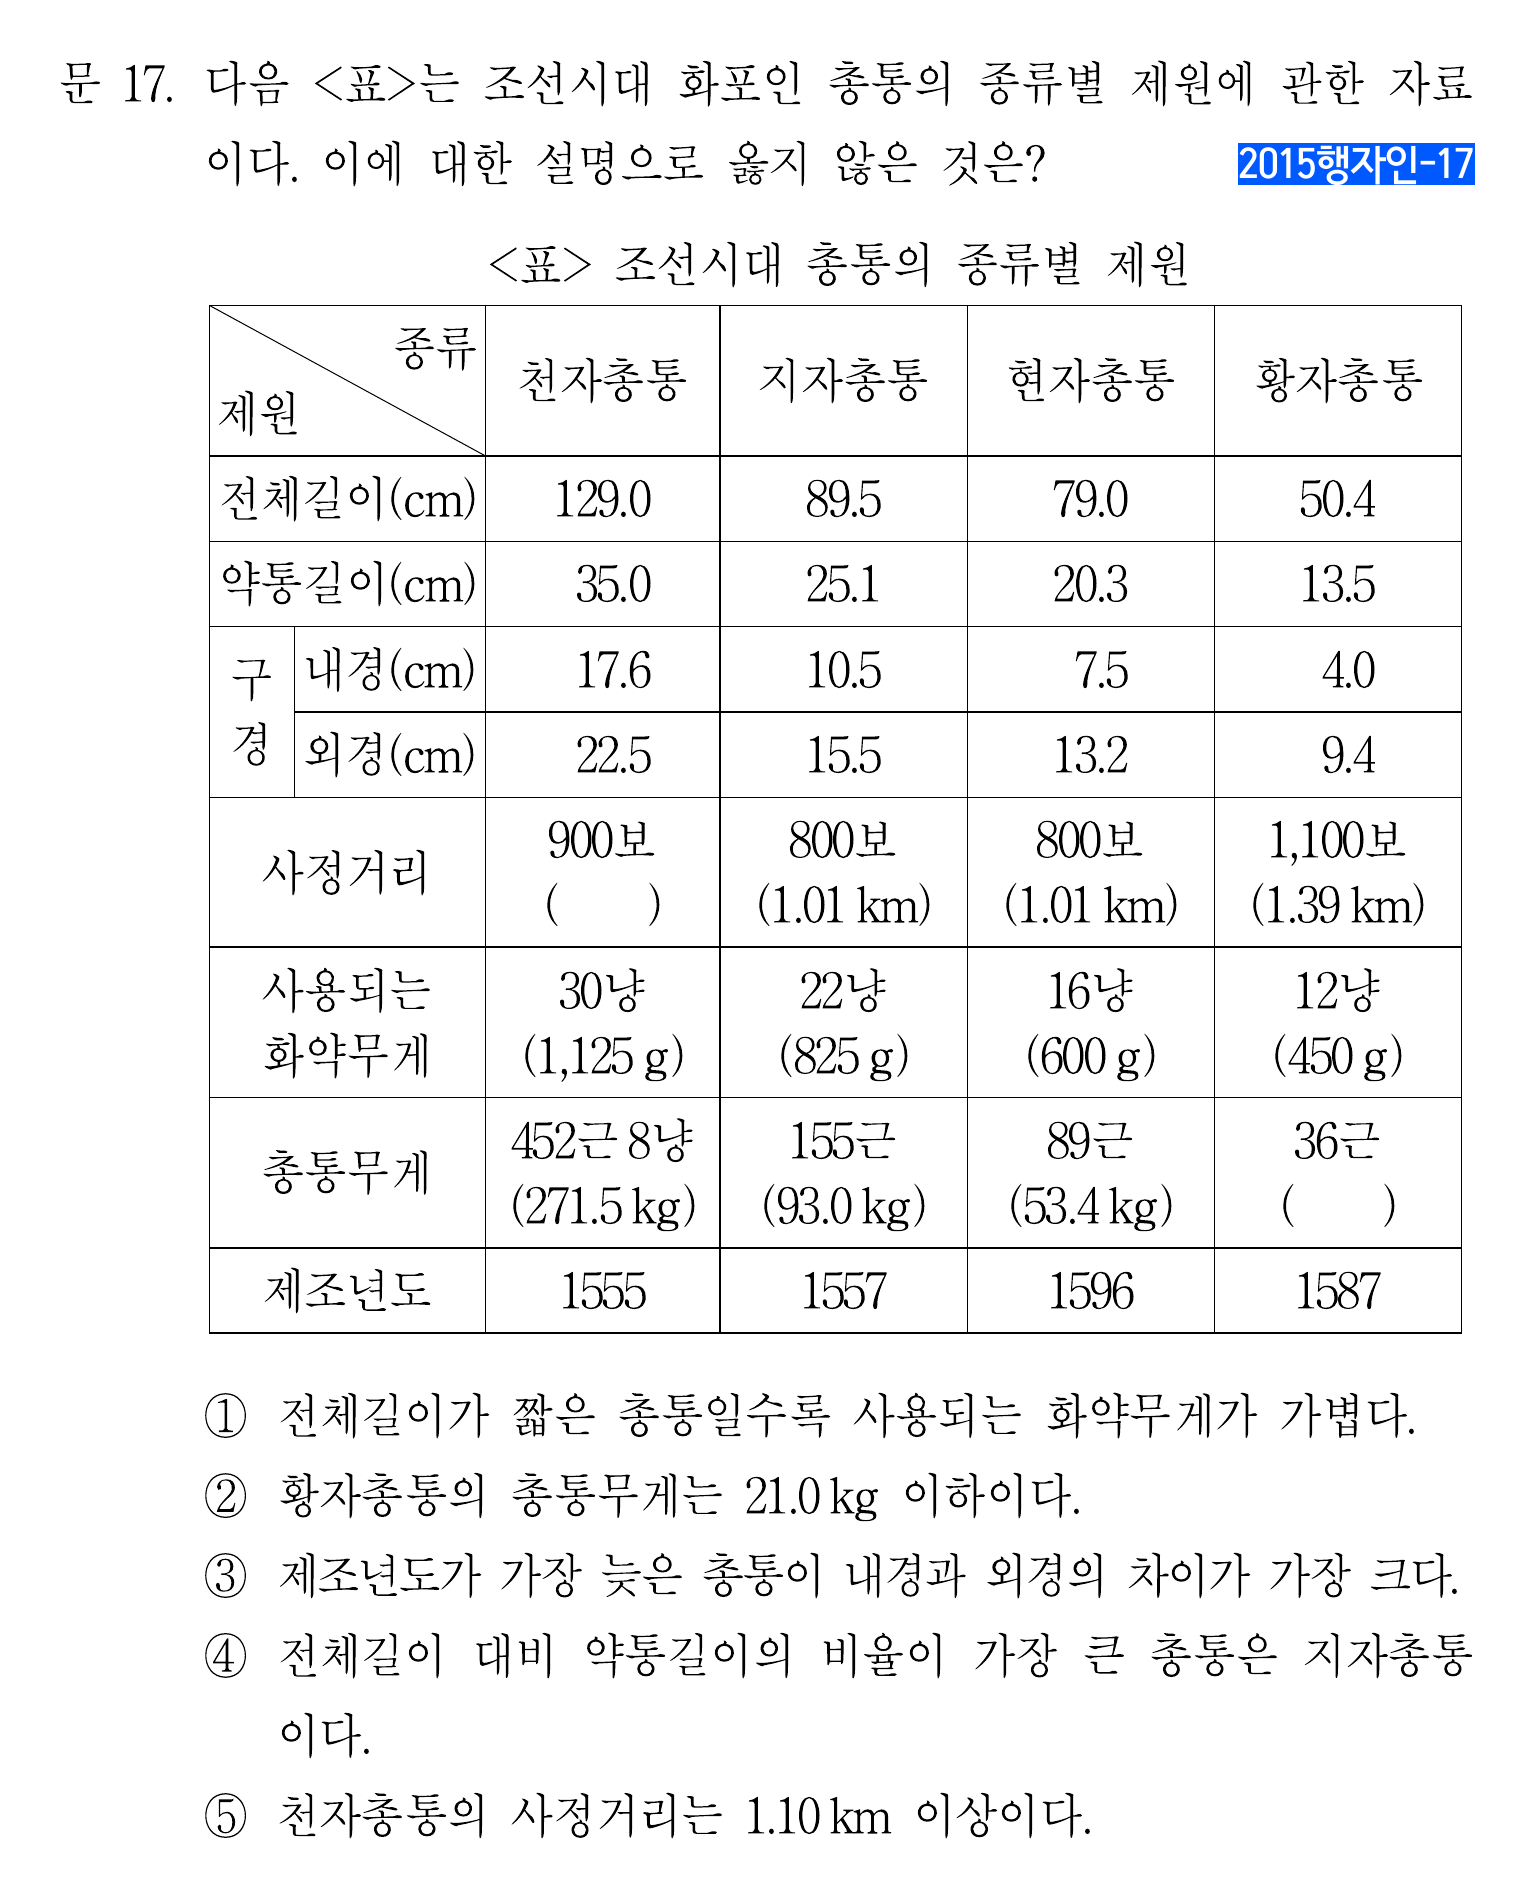 문 17. 다음 <표>는 조선시대 화포인 총통의 종류별 제원에 관한 자료
이다. 이에 대한 설명으로 옳지 않은 것은?
2015행자인-17
<표> 조선시대 총통의 종류별 제원
종류
제원
천자총통 지자총통 현자총통 황자총통
전체길이(cm) 129.0 89.5 79.0 50.4
약통길이(cm) 35.0 25.1 20.3 13.5
구경
내경(cm) 17.6 10.5 7.5 4.0
외경(cm) 22.5 15.5 13.2 9.4
사정거리
900보 800보 800보 1,100보
( ) (1.01 km) (1.01 km) (1.39 km)
사용되는
화약무게
30냥 22냥 16냥 12냥
(1,125 g) (825 g) (600 g) (450 g)
총통무게
452근 8냥 155근 89근 36근
(271.5 kg) (93.0 kg) (53.4 kg) ( )
제조년도 1555 1557 1596 1587
① 전체길이가 짧은 총통일수록 사용되는 화약무게가 가볍다.
② 황자총통의 총통무게는 21.0 kg 이하이다.
③ 제조년도가 가장 늦은 총통이 내경과 외경의 차이가 가장 크다.
④ 전체길이 대비 약통길이의 비율이 가장 큰 총통은 지자총통
이다.
⑤ 천자총통의 사정거리는 1.10 km 이상이다.